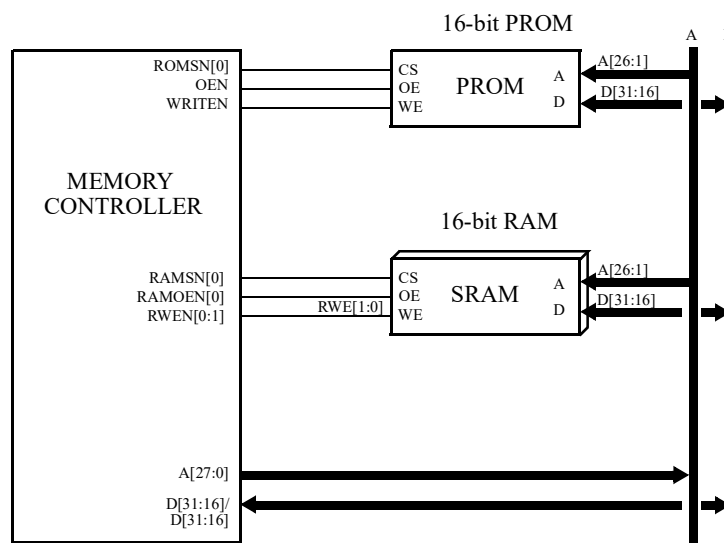 16-bit PROM
A
ROMSN[0]
OEN
WRITEN
CS
OE
WE
PROM
A
D
A[26:1]
D[31:16]
MEMORY
CONTROLLER
16-bit RAM
RAMSN[0]
RAMOEN[0]
RWEN[0:1]
RWE[1:0]
CS
OE
WE
SRAM
A
D
A[26:1]
D[31:16]
A[27:0]
D[31:16]/
D[31:16]